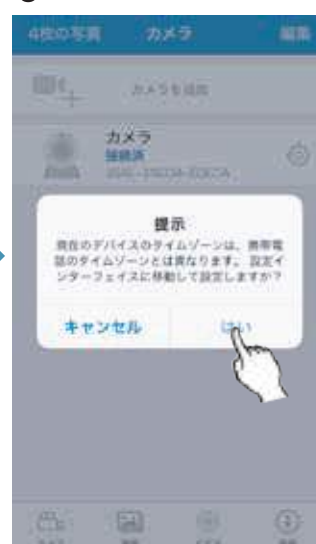 4枚の写真 カメラ 編集
カメラを追加
カメラ
接続済
提示
現在のデバイスのタイムゾーンは、携帯電
話のタイムゾーンとは異なります。設定イ
ンターフェイスに移動して設定しますか？
キャンセル はい